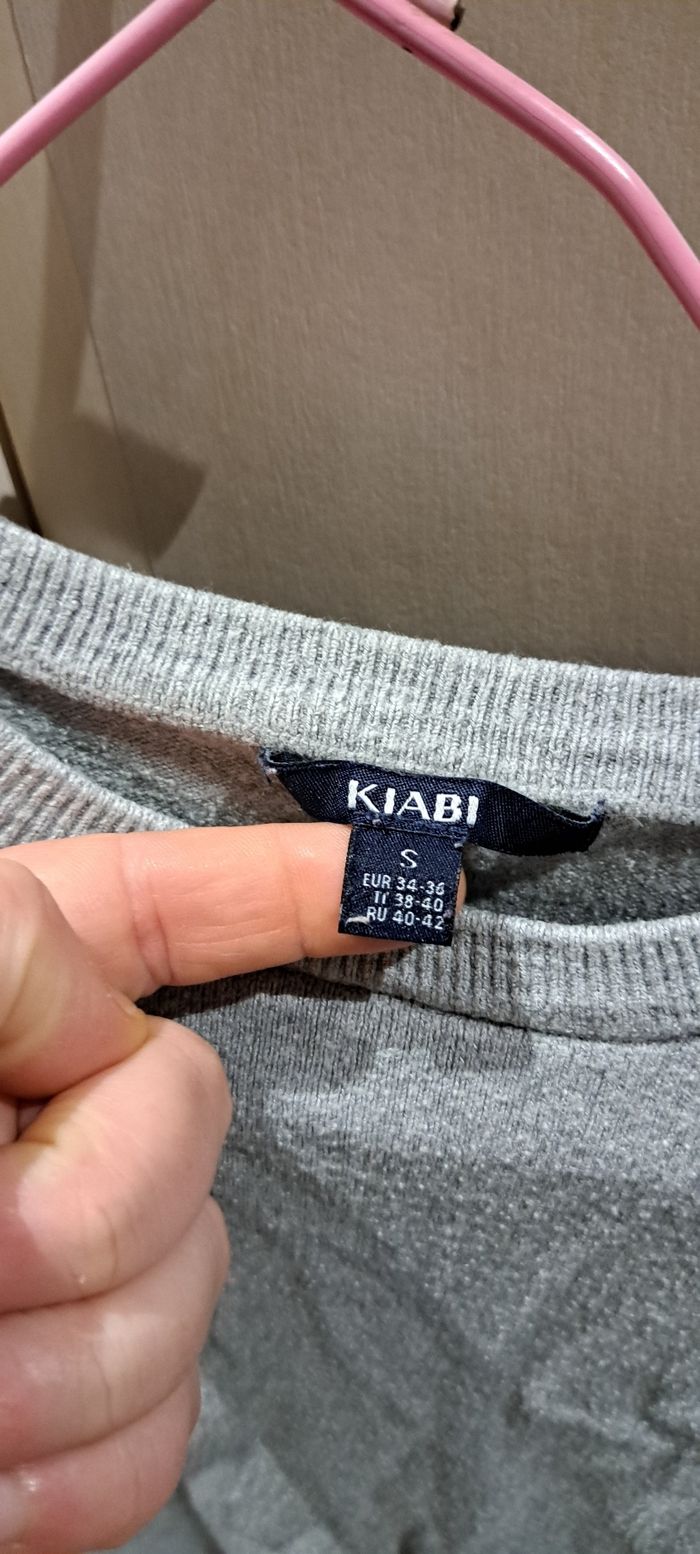 KIABI
S
EUR 34-36
IT 38-40
RU 40-42